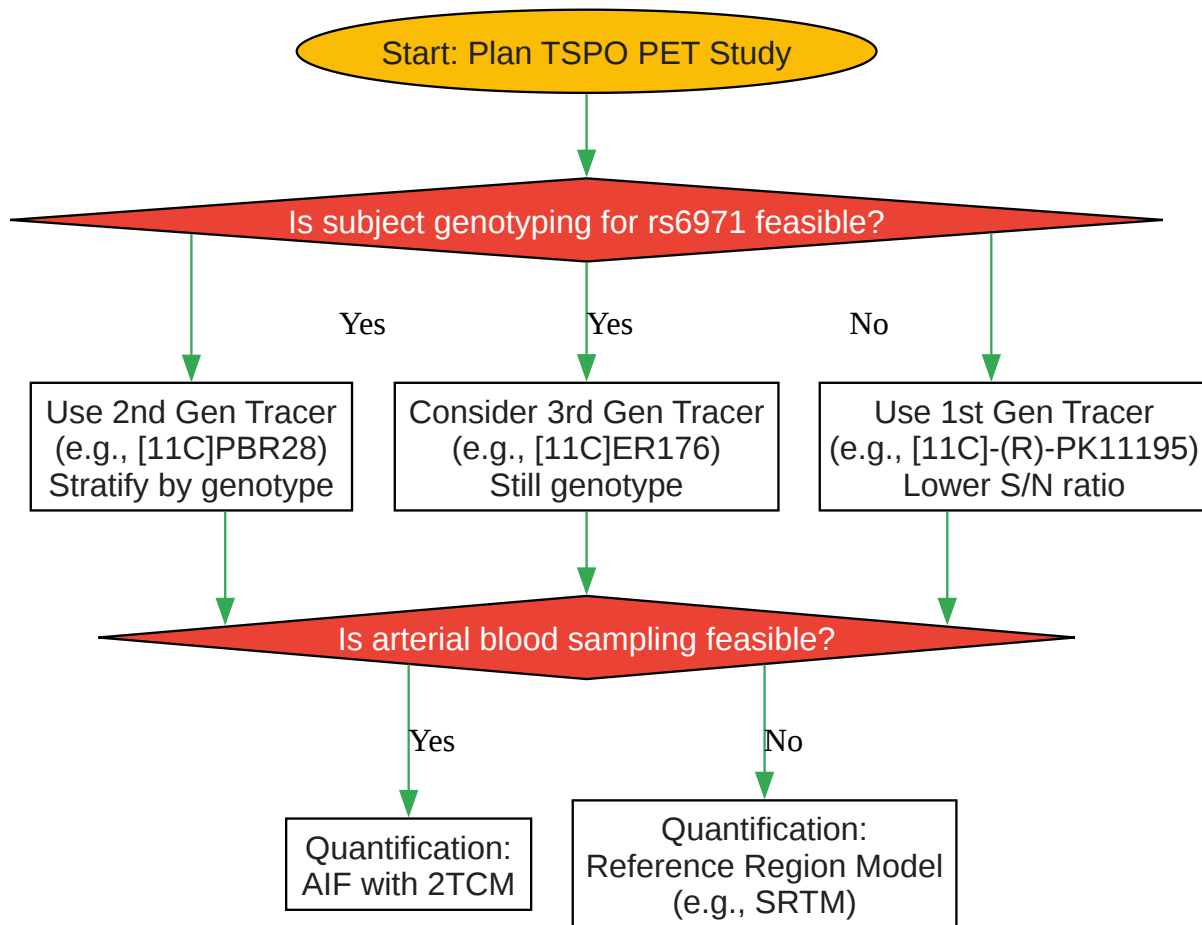 Start: Plan TSPO PET Study
Is subject genotyping for rs6971 feasible?
Yes
Yes
No
Use 2nd Gen Tracer
(e.g., [11C]PBR28)
Stratify by genotype
Consider 3rd Gen Tracer
(e.g., [11C]ER176)
Still genotype
Use 1st Gen Tracer
(e.g., [11C]-(R)-PK11195)
Lower S/N ratio
Is arterial blood sampling feasible?
Yes
No
Quantification:
AIF with 2TCM
Quantification:
Reference Region Model
(e.g., SRTM)